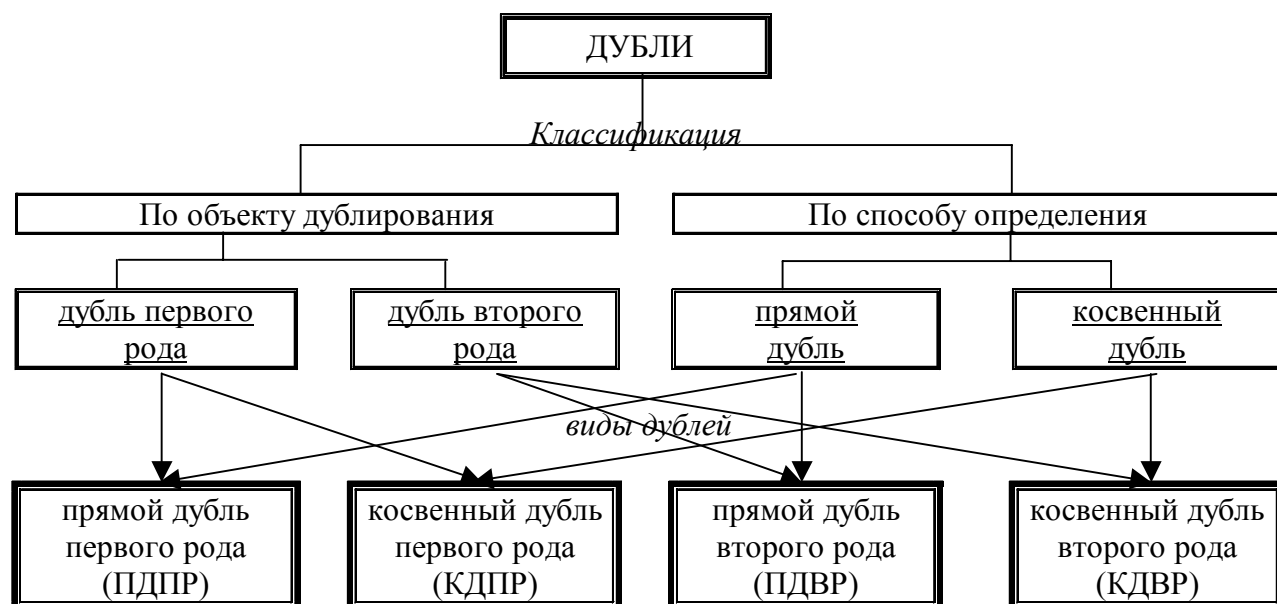 ДУБЛИ
Классификация
По объекту дублирования
По способу определения
дубль первого
рода
дубль второго
рода
прямой
дубль
косвенный
дубль
виды дублей
прямой дубль
первого рода
(ПДПР)
косвенный дубль
первого рода
(КДПР)
прямой дубль
второго рода
(ПДВР)
косвенный дубль
второго рода
(КДВР)